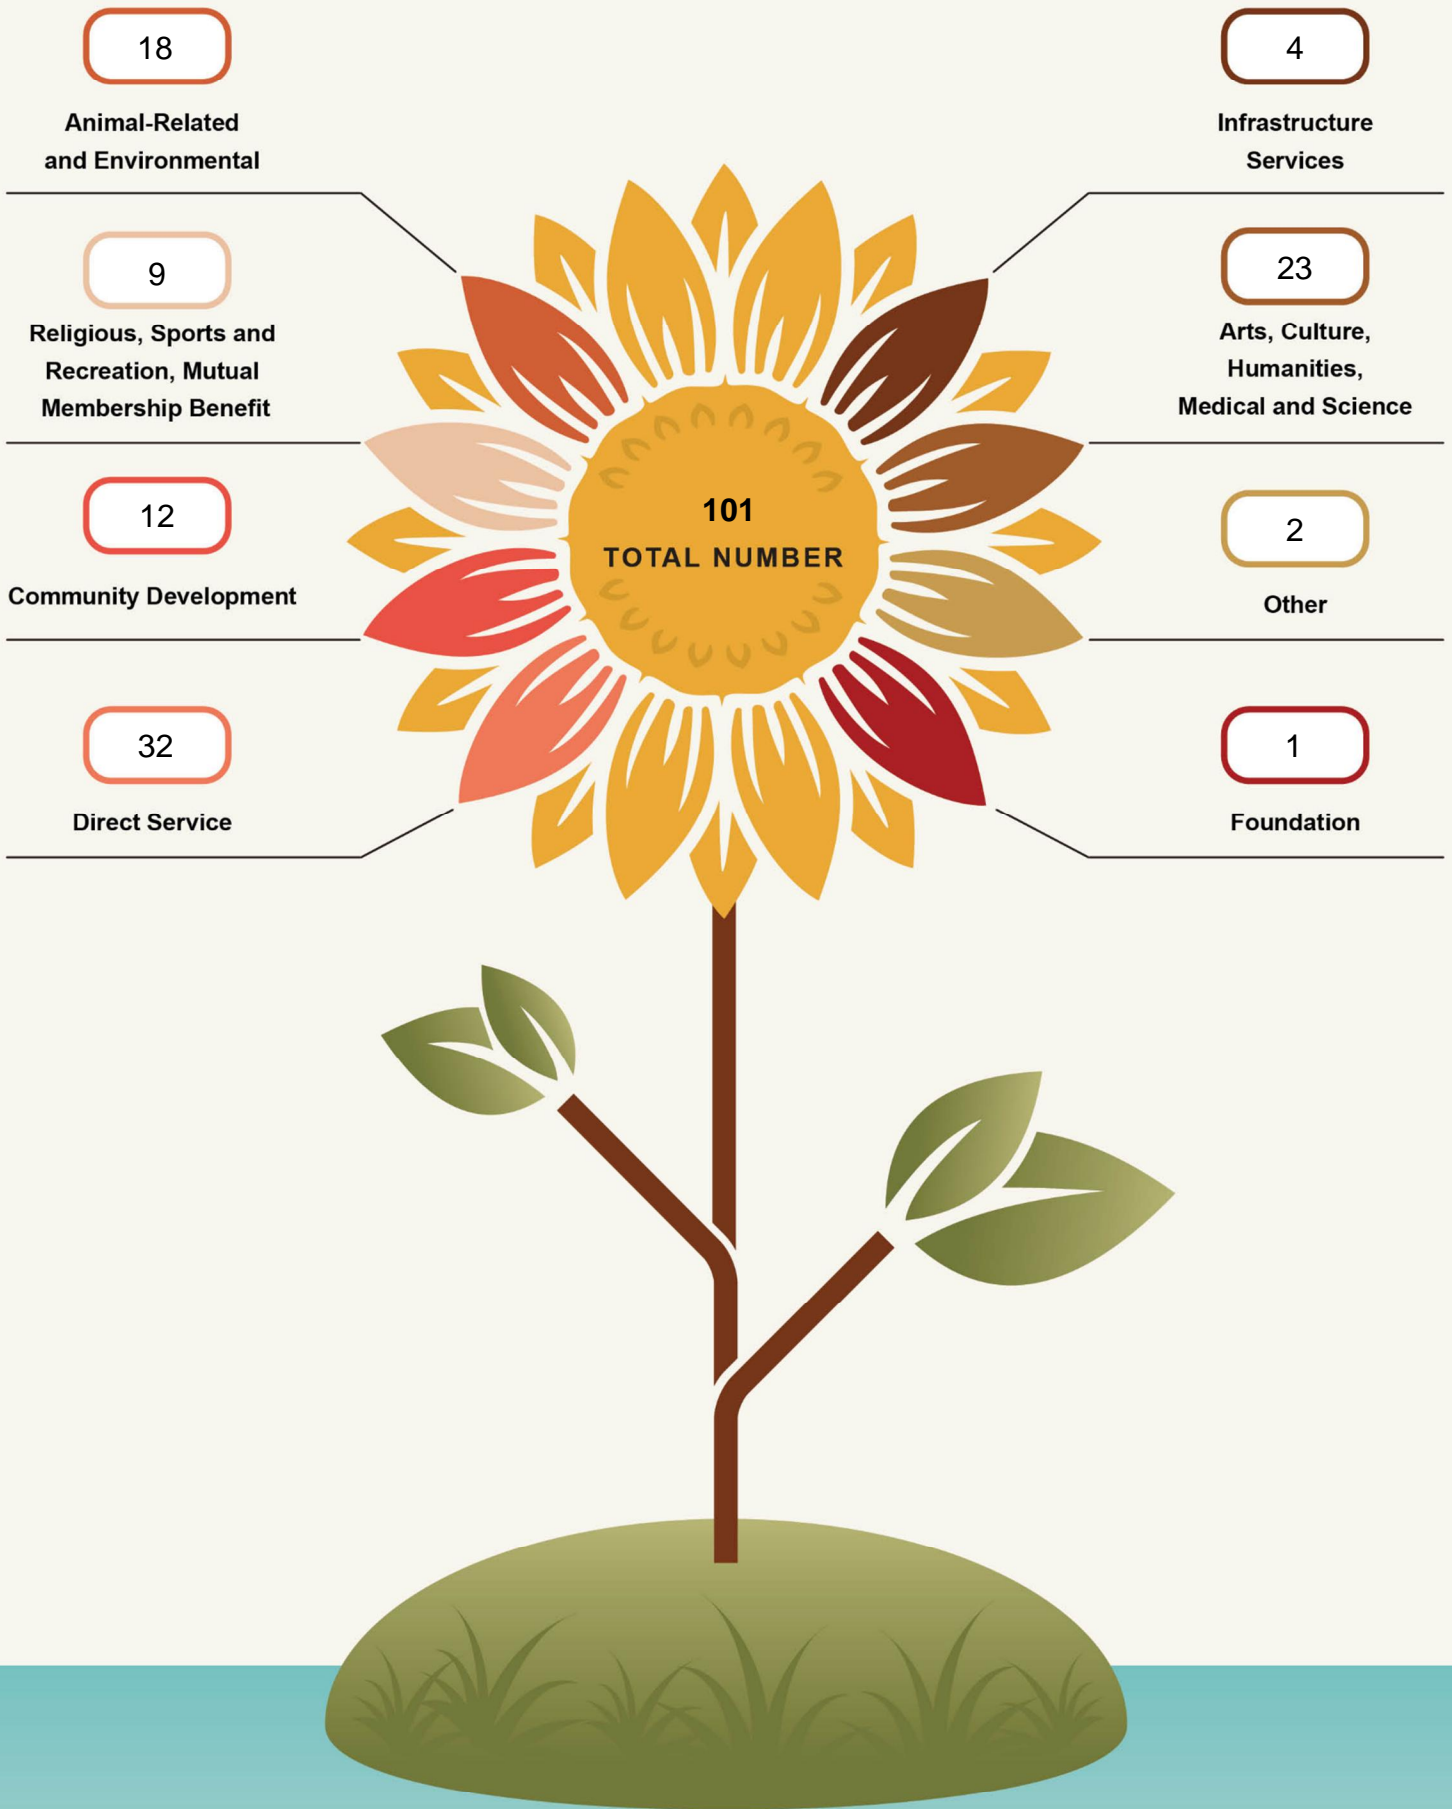 18
Animal-Related
and Environmental
9
Religious, Sports and
Recreation, Mutual
Membership Benefit
12
Community Development
32
Direct Service
101
TOTAL NUMBER
4
Infrastructure
Services
23
Arts, Culture,
Humanities,
Medical and Science
2
Other
1
Foundation